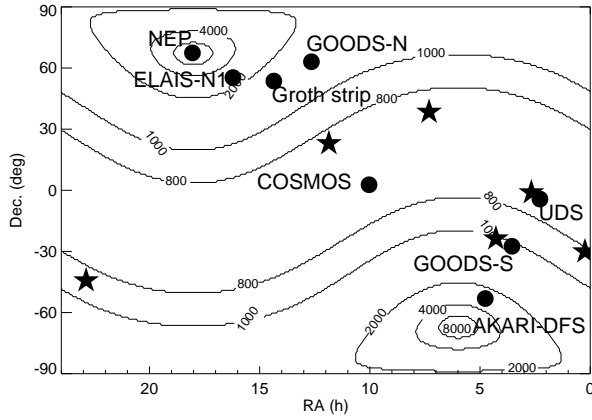 90
60
30
0
-30
-60
-90
Dec. (deg)
NEP
4000
GOODS-N
ELAIS-N1
2000
Groth strip
1000
800
1000
800
COSMOS
800
UDS
1000
GOODS-S
800
1000
2000
4000
8000
AKARI-DFS
2000
20
15
10
5
0
RA (h)